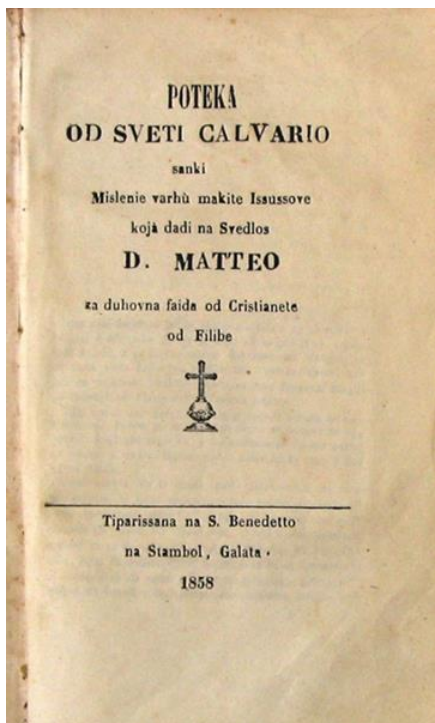 POTEKA
OD SVETI CALVARIO
sanki
Mislenie varhù makite Issussove
kojà dadi na Svedlos
D. MATTEO
za duhovna faida od Cristianete
od Filibe
Tiparissana na S. Benedetto
na Stambol, Galata.
1858